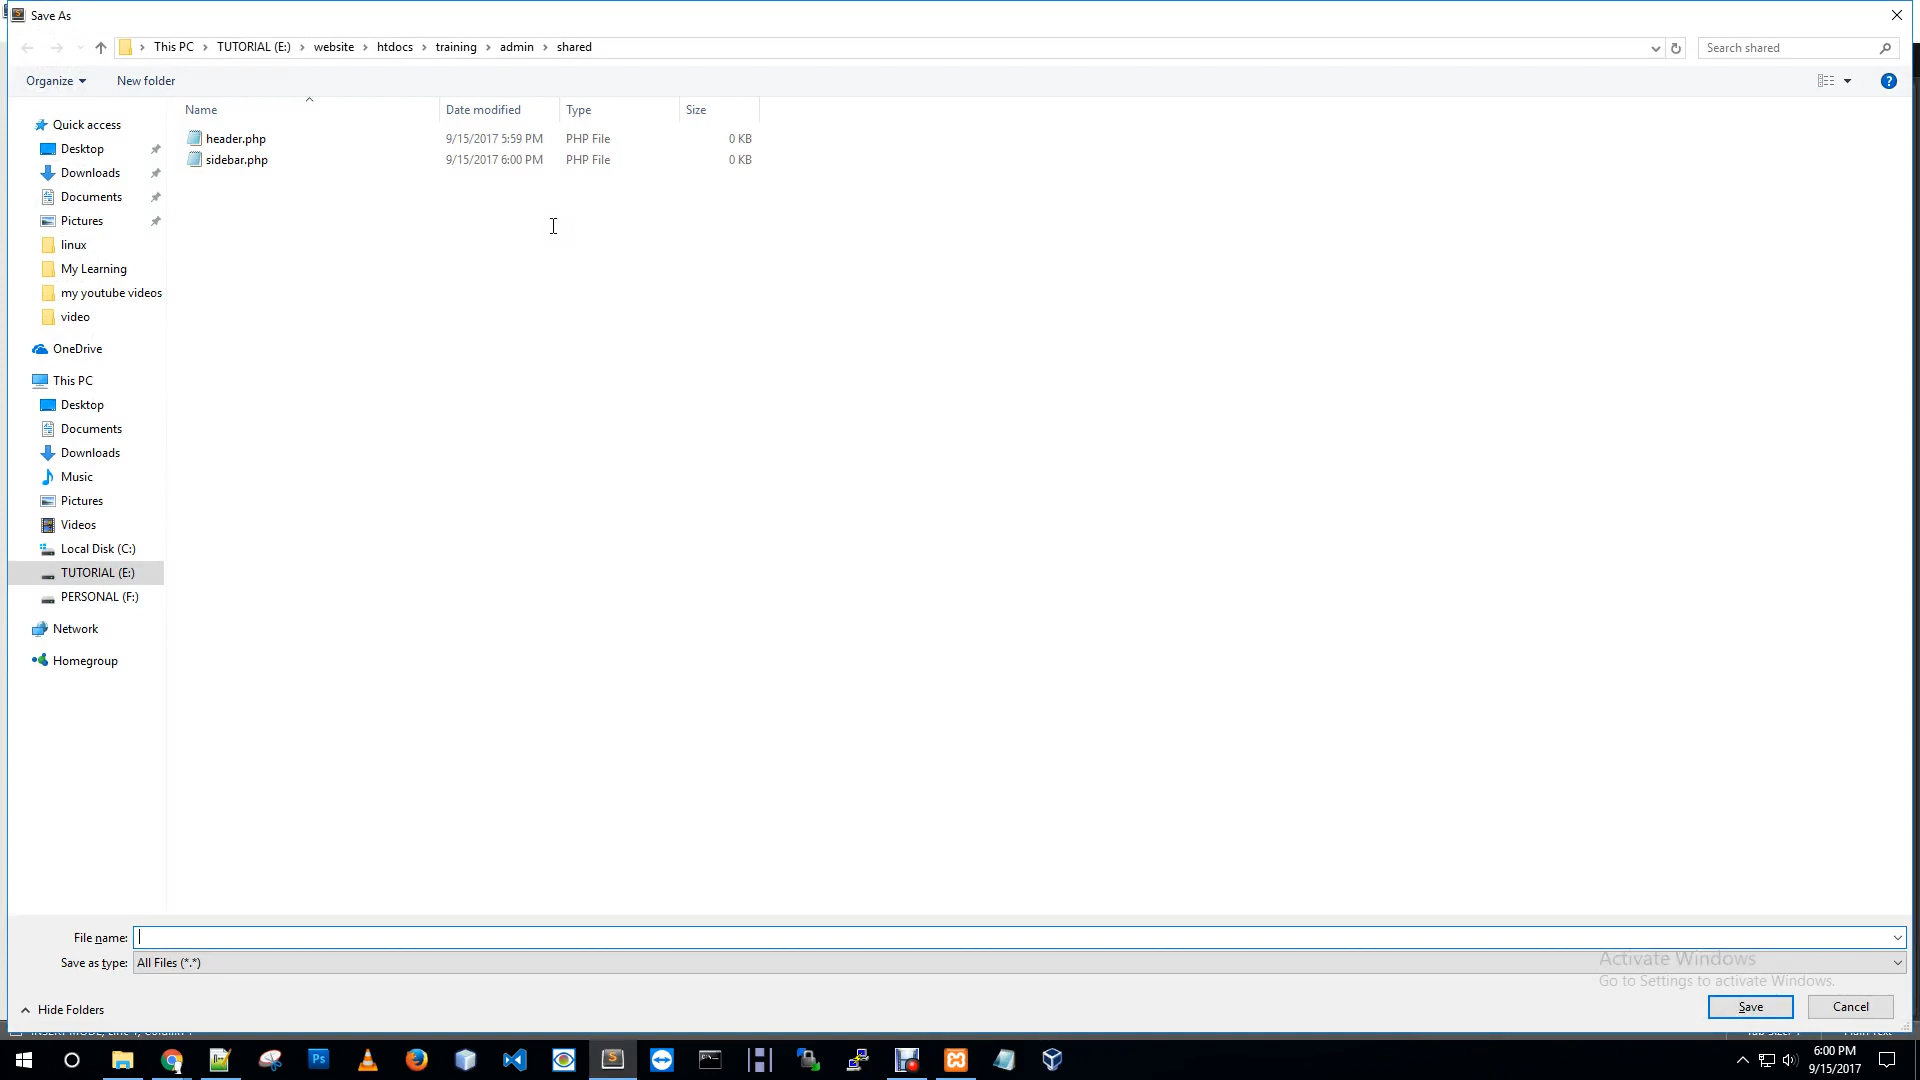 Save As
This PC > TUTORIAL (E:) > website > htdocs > training > admin > shared
Search shared
Organize
New folder
Name
Date modified
Type
Size
header.php 9/15/2017 5:59 PM PHP File 0 KB
sidebar.php 9/15/2017 6:00 PM PHP File 0 KB
Quick access
Desktop
Downloads
Documents
Pictures
linux
My Learning
my youtube videos
video
OneDrive
This PC
Desktop
Documents
Downloads
Music
Pictures
Videos
Local Disk (C:)
TUTORIAL (E:)
PERSONAL (F:)
Network
Homegroup
File name:
Save as type: All Files (*.*)
Activate Windows
Go to Settings to activate Windows.
Hide Folders
Save
Cancel
6:00 PM
9/15/2017